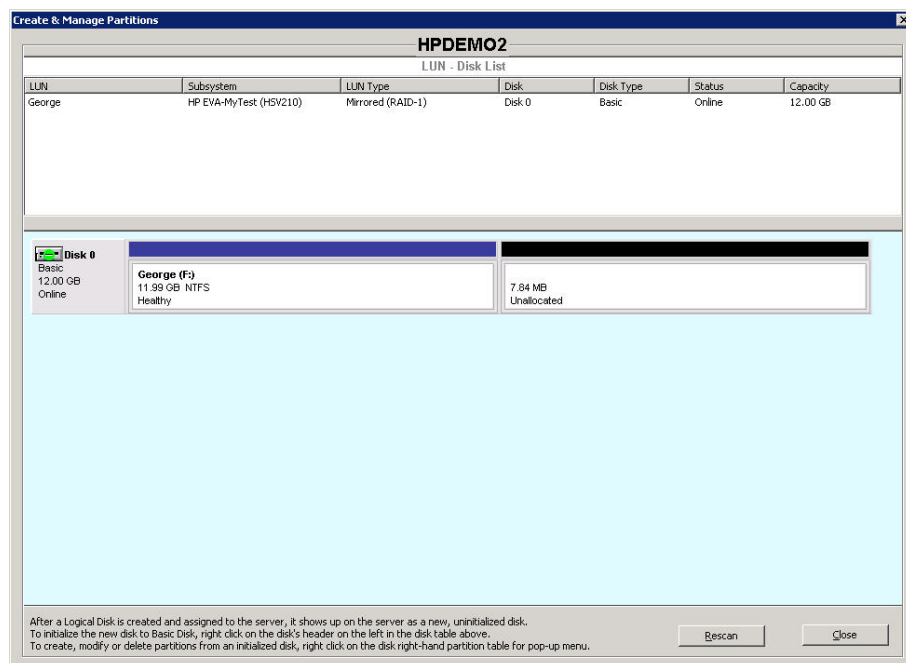 Create & Manage Partitions
HPDEMO2
LUN - Disk List
LUN Subsystem LUN Type Disk Disk Type Status Capacity
George HP EVA-MyTest (HSV210) Mirrored (RAID-1) Disk 0 Basic Online 12.00 GB
Disk 0
Basic
12.00 GB
Online
George (F:)
11.99 GB NTFS
Healthy
7.84 MB
Unallocated
After a Logical Disk is created and assigned to the server, it shows up on the server as a new, uninitialized disk.
To initialize the new disk to Basic Disk, right click on the disk's header on the left in the disk table above.
To create, modify or delete partitions from an initialized disk, right click on the disk right-hand partition table for pop-up menu.
Rescan
Close